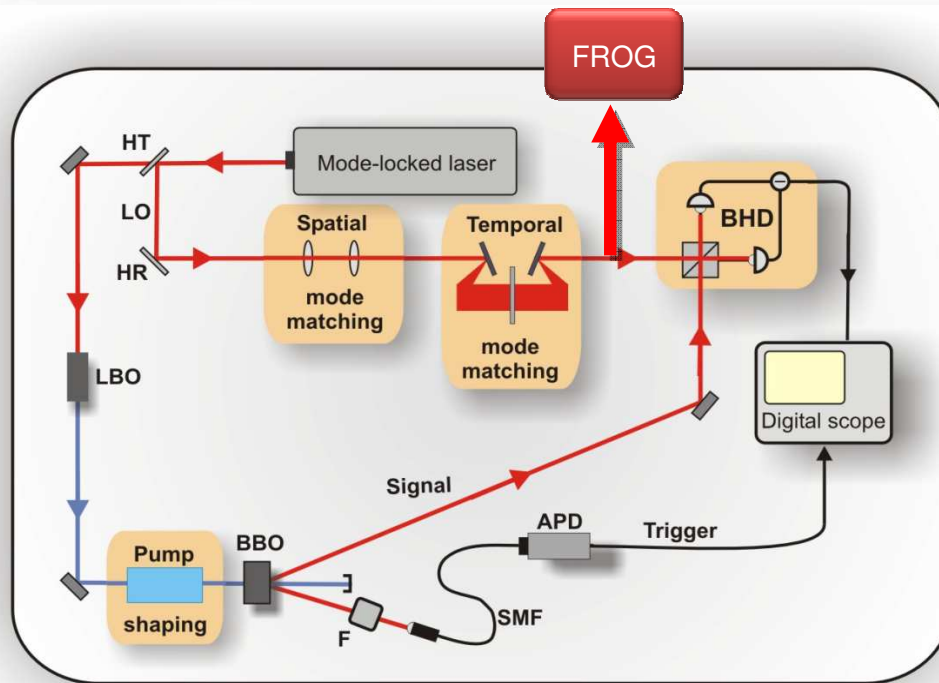 FROG
HT
Mode-locked laser
LO
HR
Spatial
mode
matching
Temporal
mode
matching
BHD
LBO
Digital scope
Signal
APD
Trigger
BBO
Pump
shaping
F
SMF